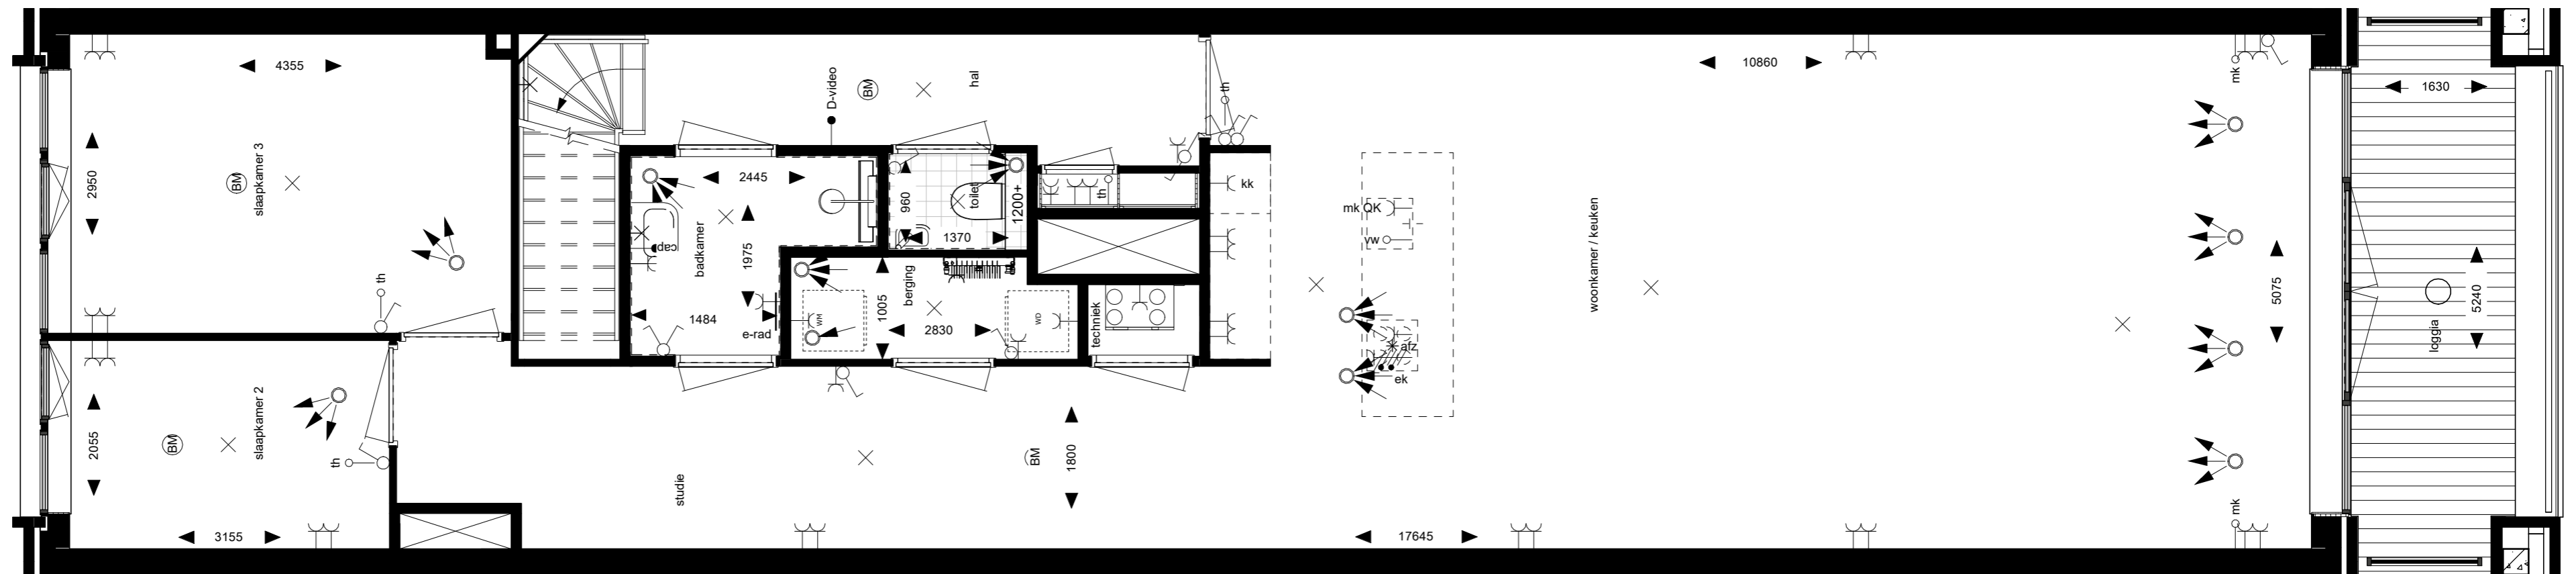 4355
2950
slaapkamer 3
BM
th
2055
slaapkamer 2
BM
th
3155
D-video
BM
hal
th
2445
badkamer
1975
cap
1484
e-rad
960
toilet
1200+
1370
th
kk
berging
1005
2830
WM
WD
techniek
studie
BM
1800
mk QK
vw
afz
ek
woonkamer / keuken
10860
17645
mk
mk
5075
1630
5240
loggia